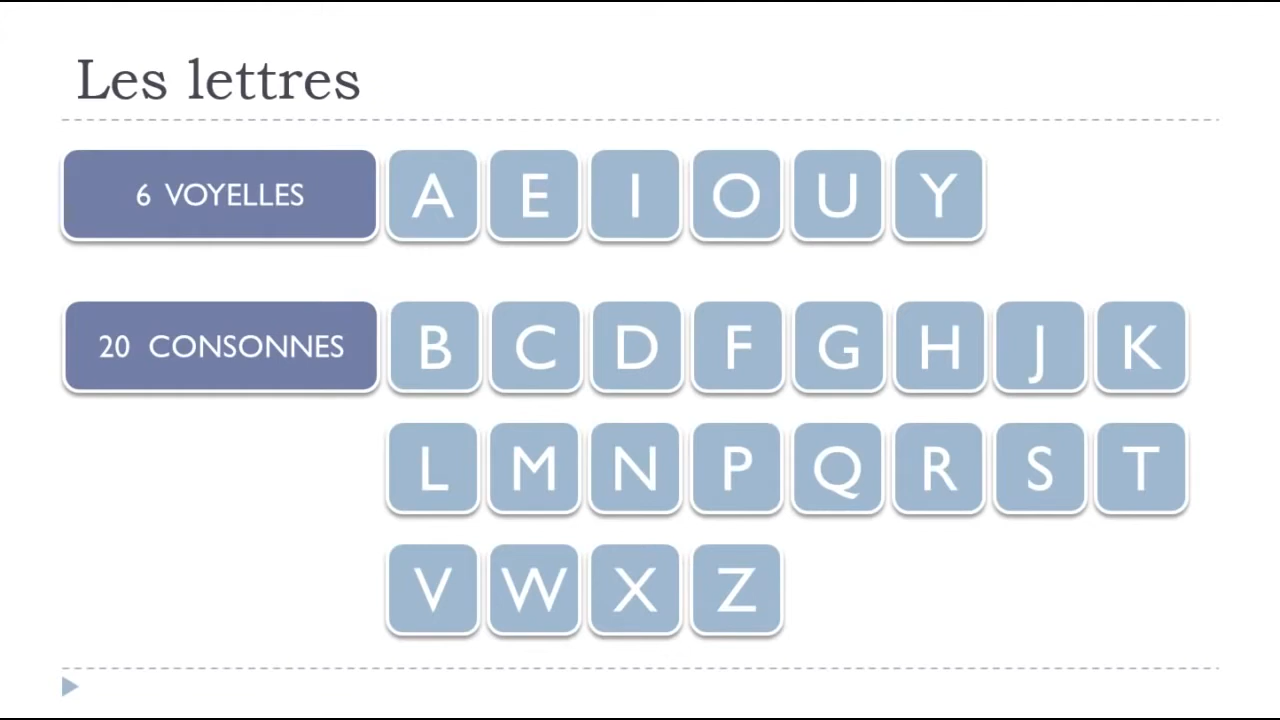 Les lettres
6 VOYELLES A E I O U Y
20 CONSONNES B C D F G H J K
L M N P Q R S T
V W X Z